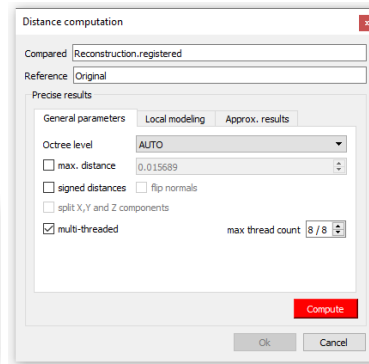 Distance computation x
Compared Reconstruction.registered
Reference Original
Precise results
General parameters Local modeling Approx. results
Octree level AUTO
max. distance 0.015689
signed distances flip normals
split X,Y and Z components
multi-threaded max thread count 8 / 8
Compute
Ok Cancel